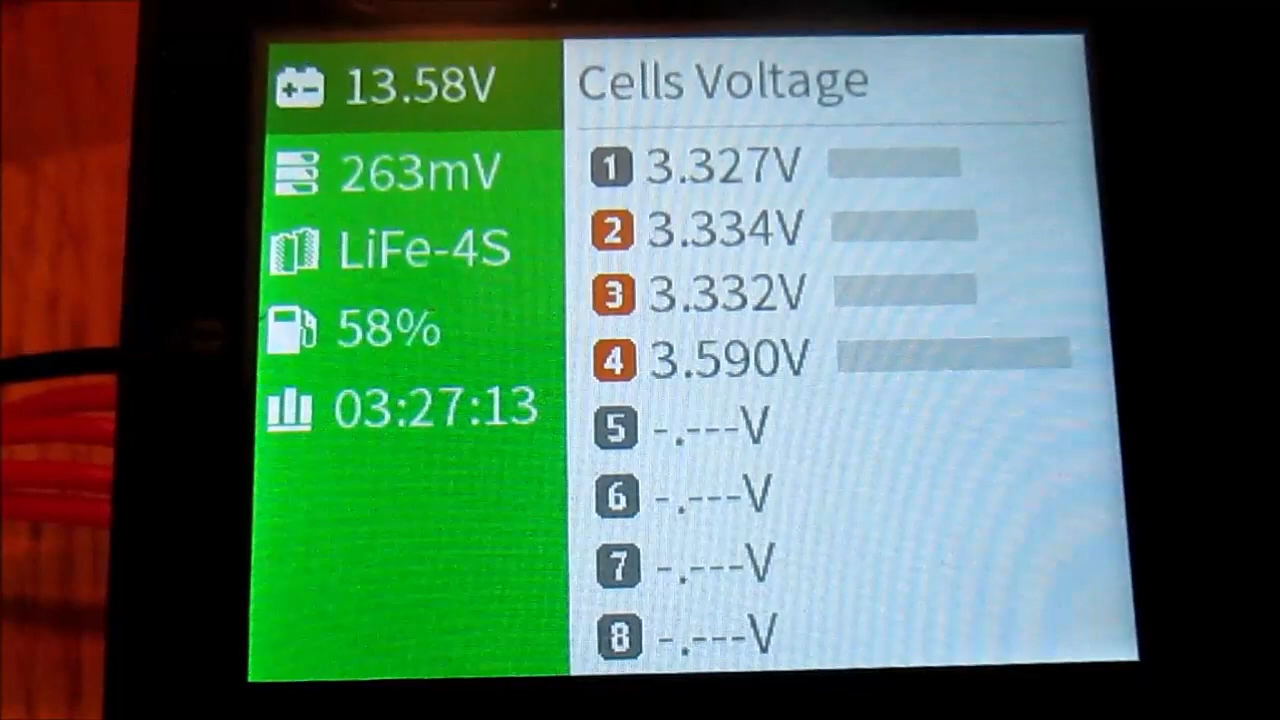 13.58V
263mV
LiFe-4S
58%
03:27:13
Cells Voltage
1 3.327V
2 3.334V
3 3.332V
4 3.590V
5 -.---V
6 -.---V
7 -.---V
8 -.---V